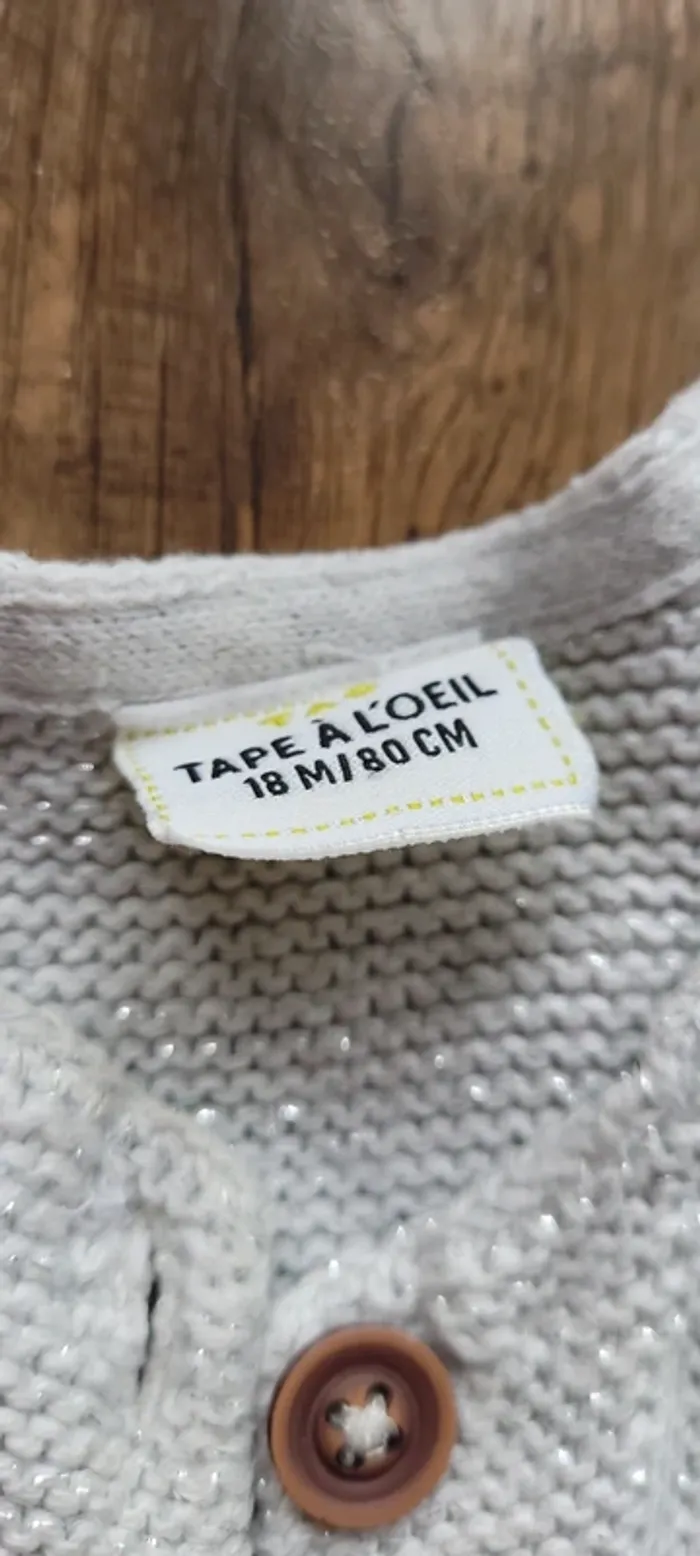 TAPE À L'OEIL
18 M/80 CM